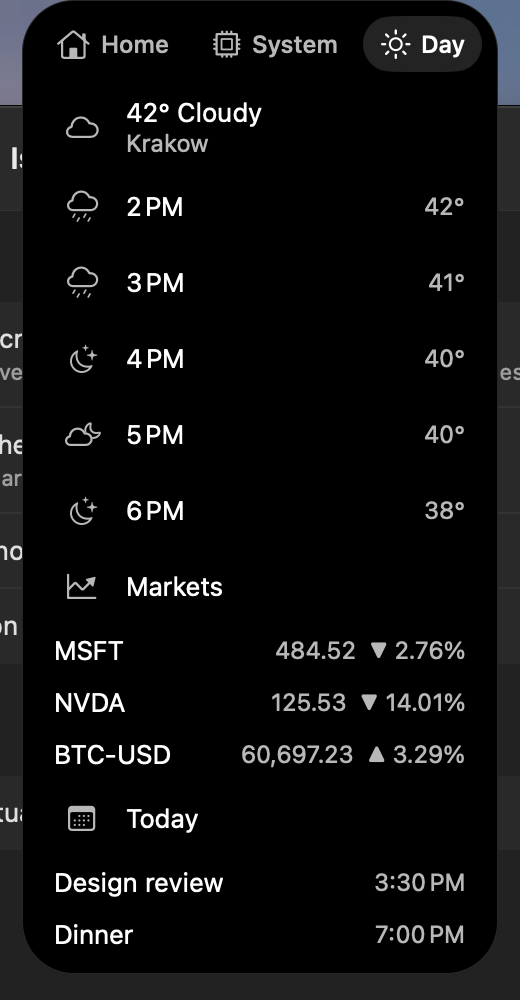 Home System Day
42° Cloudy
Krakow
2 PM 42°
3 PM 41°
4 PM 40°
5 PM 40°
6 PM 38°
Markets
MSFT 484.52 ▼ 2.76%
NVDA 125.53 ▼ 14.01%
BTC-USD 60,697.23 ▲ 3.29%
Today
Design review 3:30 PM
Dinner 7:00 PM